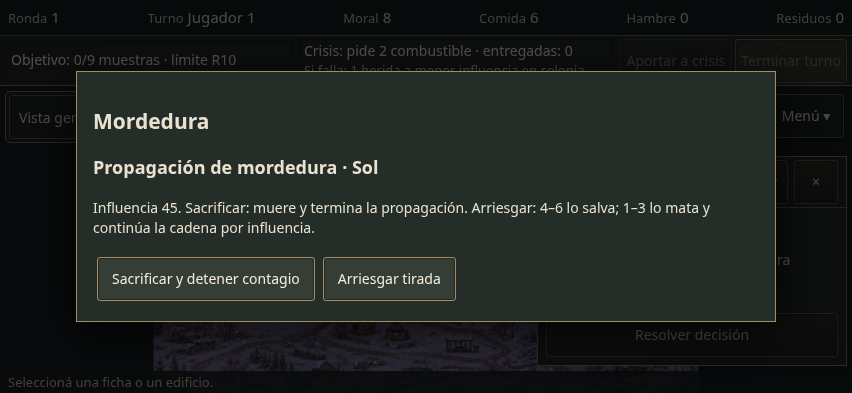 Ronda 1 Turno Jugador 1 Moral 8 Comida 6 Hambre 0 Residuos 0
Objetivo: 0/9 muestras · límite R10
Crisis: pide 2 combustible · entregadas: 0
Si falla: 1 herida a menor influencia en colonia
Aportar a crisis
Terminar turno
Vista gen
Menú ▾
Mordedura
×
Propagación de mordedura · Sol
Influencia 45. Sacrificar: muere y termina la propagación. Arriesgar: 4–6 lo salva; 1–3 lo mata y
continúa la cadena por influencia.
ra
Sacrificar y detener contagio
Arriesgar tirada
Resolver decisión
Seleccioná una ficha o un edificio.